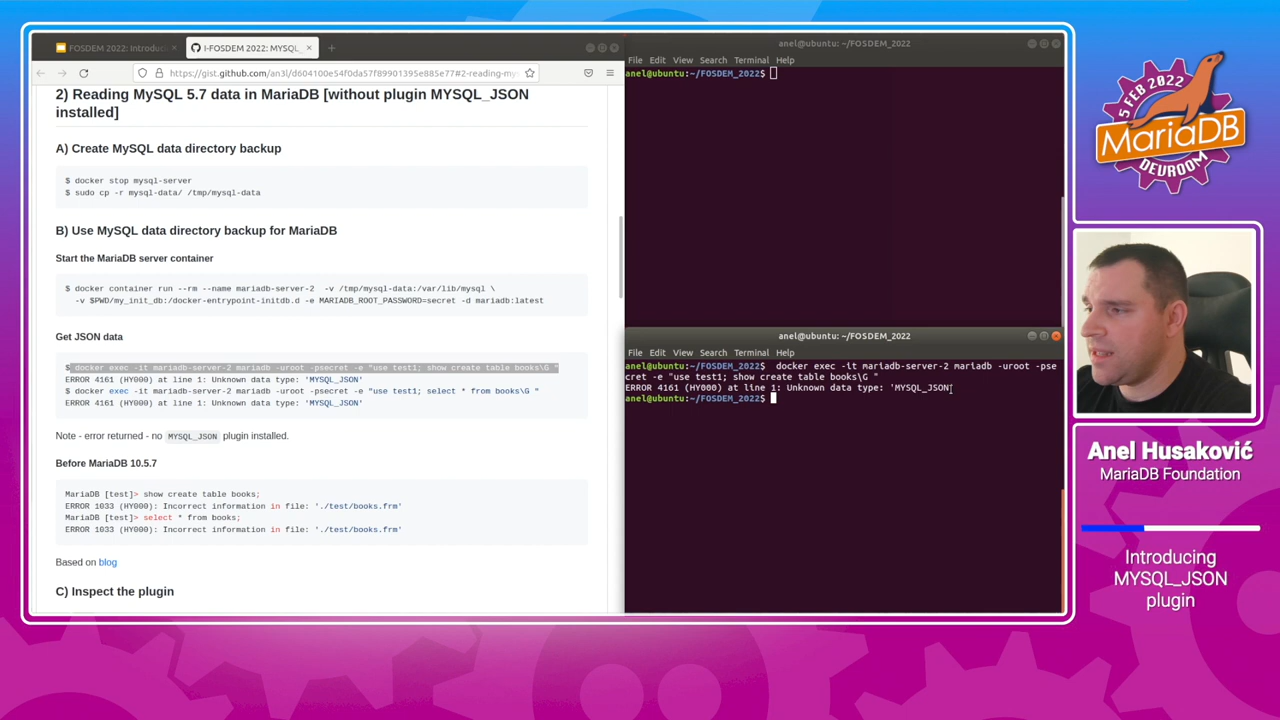 FOSDEM 2022: Introduc
I-FOSDEM 2022: MYSQL_
https://gist.github.com/an3l/d604100e54f0da57f89901395e885e77#2-reading-my
2) Reading MySQL 5.7 data in MariaDB [without plugin MYSQL_JSON
installed]
A) Create MySQL data directory backup
$ docker stop mysql-server
$ sudo cp -r mysql-data/ /tmp/mysql-data
B) Use MySQL data directory backup for MariaDB
Start the MariaDB server container
$ docker container run --rm --name mariadb-server-2  -v /tmp/mysql-data:/var/lib/mysql \
-v $PWD/my_init_db:/docker-entrypoint-initdb.d -e MARIADB_ROOT_PASSWORD=secret -d mariadb:latest
Get JSON data
$ docker exec -it mariadb-server-2 mariadb -uroot -psecret -e "use test1; show create table books\G "
ERROR 4161 (HY000) at line 1: Unknown data type: 'MYSQL_JSON'
$ docker exec -it mariadb-server-2 mariadb -uroot -psecret -e "use test1; select * from books\G "
ERROR 4161 (HY000) at line 1: Unknown data type: 'MYSQL_JSON'
Note - error returned - no MYSQL_JSON plugin installed.
Before MariaDB 10.5.7
MariaDB [test]> show create table books;
ERROR 1033 (HY000): Incorrect information in file: './test/books.frm'
MariaDB [test]> select * from books;
ERROR 1033 (HY000): Incorrect information in file: './test/books.frm'
Based on blog
C) Inspect the plugin
anel@ubuntu: ~/FOSDEM_2022
File Edit View Search Terminal Help
anel@ubuntu:~/FOSDEM_2022$
anel@ubuntu: ~/FOSDEM_2022
File Edit View Search Terminal Help
anel@ubuntu:~/FOSDEM_2022$  docker exec -it mariadb-server-2 mariadb -uroot -pse
cret -e "use test1; show create table books\G "
ERROR 4161 (HY000) at line 1: Unknown data type: 'MYSQL_JSON'
anel@ubuntu:~/FOSDEM_2022$
5 FEB 2022
MariaDB
DEVROOM
Anel Husaković
MariaDB Foundation
Introducing
MYSQL_JSON
plugin